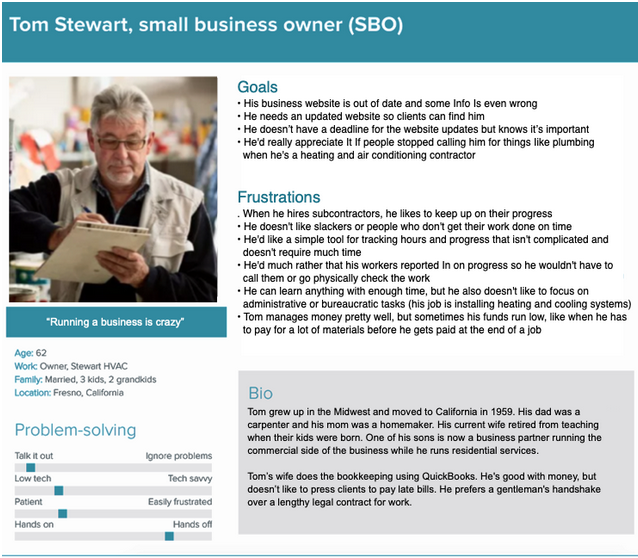 Tom Stewart, small business owner (SBO)
Goals
• His business website is out of date and some Info Is even wrong
• He needs an updated website so clients can find him
• He doesn't have a deadline for the website updates but knows it's important
• He'd really appreciate It If people stopped calling him for things like plumbing
when he's a heating and air conditioning contractor
Frustrations
. When he hires subcontractors, he likes to keep up on their progress
• He doesn't like slackers or people who don't get their work done on time
• He'd like a simple tool for tracking hours and progress that isn't complicated and
doesn't require much time
• He'd much rather that his workers reported In on progress so he wouldn't have to
call them or go physically check the work
• He can learn anything with enough time, but he also doesn't like to focus on
administrative or bureaucratic tasks (his job is installing heating and cooling systems)
• Tom manages money pretty well, but sometimes his funds run low, like when he has
to pay for a lot of materials before he gets paid at the end of a job
"Running a business is crazy"
Age: 62
Work: Owner, Stewart HVAC
Family: Married, 3 kids, 2 grandkids
Location: Fresno, California
Problem-solving
Talk it out Ignore problems
Low tech Tech savvy
Patient Easily frustrated
Hands on Hands off
Bio
Tom grew up in the Midwest and moved to California in 1959. His dad was a
carpenter and his mom was a homemaker. His current wife retired from teaching
when their kids were born. One of his sons is now a business partner running the
commercial side of the business while he runs residential services.
Tom's wife does the bookkeeping using QuickBooks. He's good with money, but
doesn't like to press clients to pay late bills. He prefers a gentleman's handshake
over a lengthy legal contract for work.